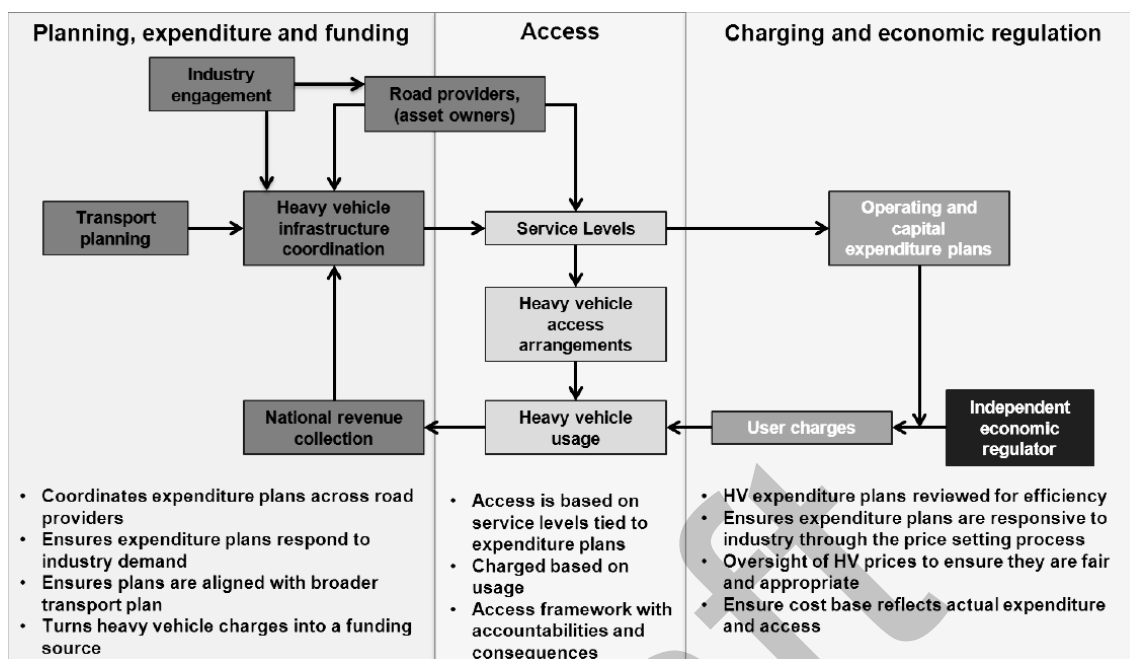 Planning, expenditure and funding
Access
Charging and economic regulation
Industry
engagement
Road providers,
(asset owners)
Transport
planning
Heavy vehicle
infrastructure
coordination
Service Levels
Operating and
capital
expenditure plans
Heavy vehicle
access
arrangements
National revenue
collection
Heavy vehicle
usage
User charges
Independent
economic
regulator
• Coordinates expenditure plans across road
providers
• Ensures expenditure plans respond to
industry demand
• Ensures plans are aligned with broader
transport plan
• Turns heavy vehicle charges into a funding
source
• Access is based on
service levels tied to
expenditure plans
• Charged based on
usage
• Access framework with
accountabilities and
consequences
• HV expenditure plans reviewed for efficiency
• Ensures expenditure plans are responsive to
industry through the price setting process
• Oversight of HV prices to ensure they are fair
and appropriate
• Ensure cost base reflects actual expenditure
and access